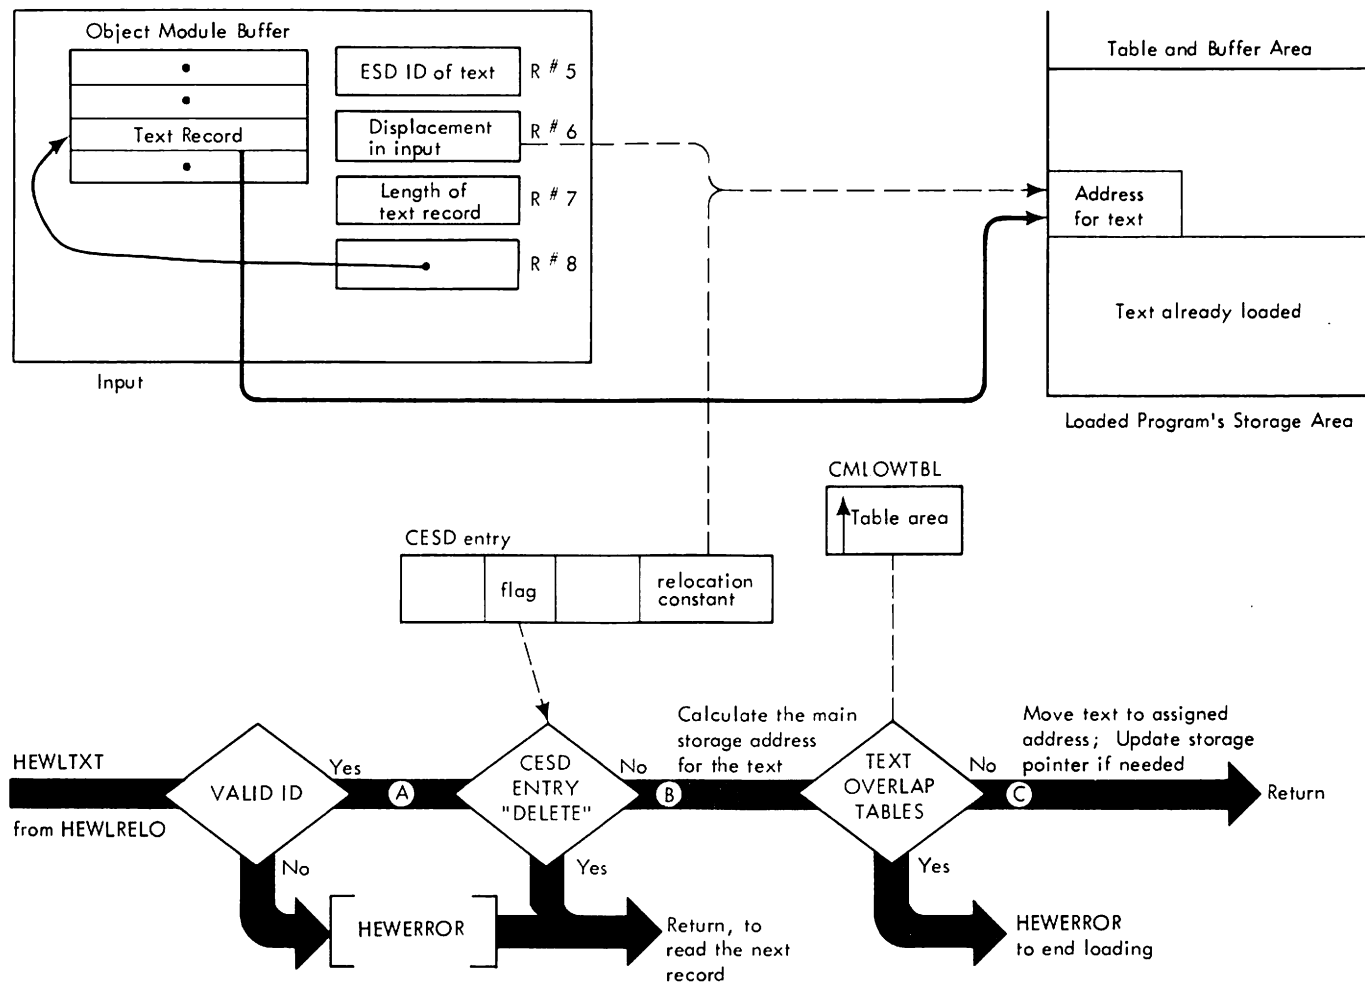 Object Module Buffer
Text Record
ESD ID of text
R # 5
Displacement
in input
R # 6
Length of
text record
R # 7
R # 8
Input
Table and Buffer Area
Address
for text
Text already loaded
Loaded Program's Storage Area
CMLOWTBL
Table area
CESD entry
flag
relocation
constant
HEWLTXT
from HEWLRELO
VALID ID
Yes
A
No
HEWERROR
CESD
ENTRY
"DELETE"
No
B
Yes
Return, to
read the next
record
Calculate the main
storage address
for the text
TEXT
OVERLAP
TABLES
No
C
Yes
HEWERROR
to end loading
Move text to assigned
address; Update storage
pointer if needed
Return